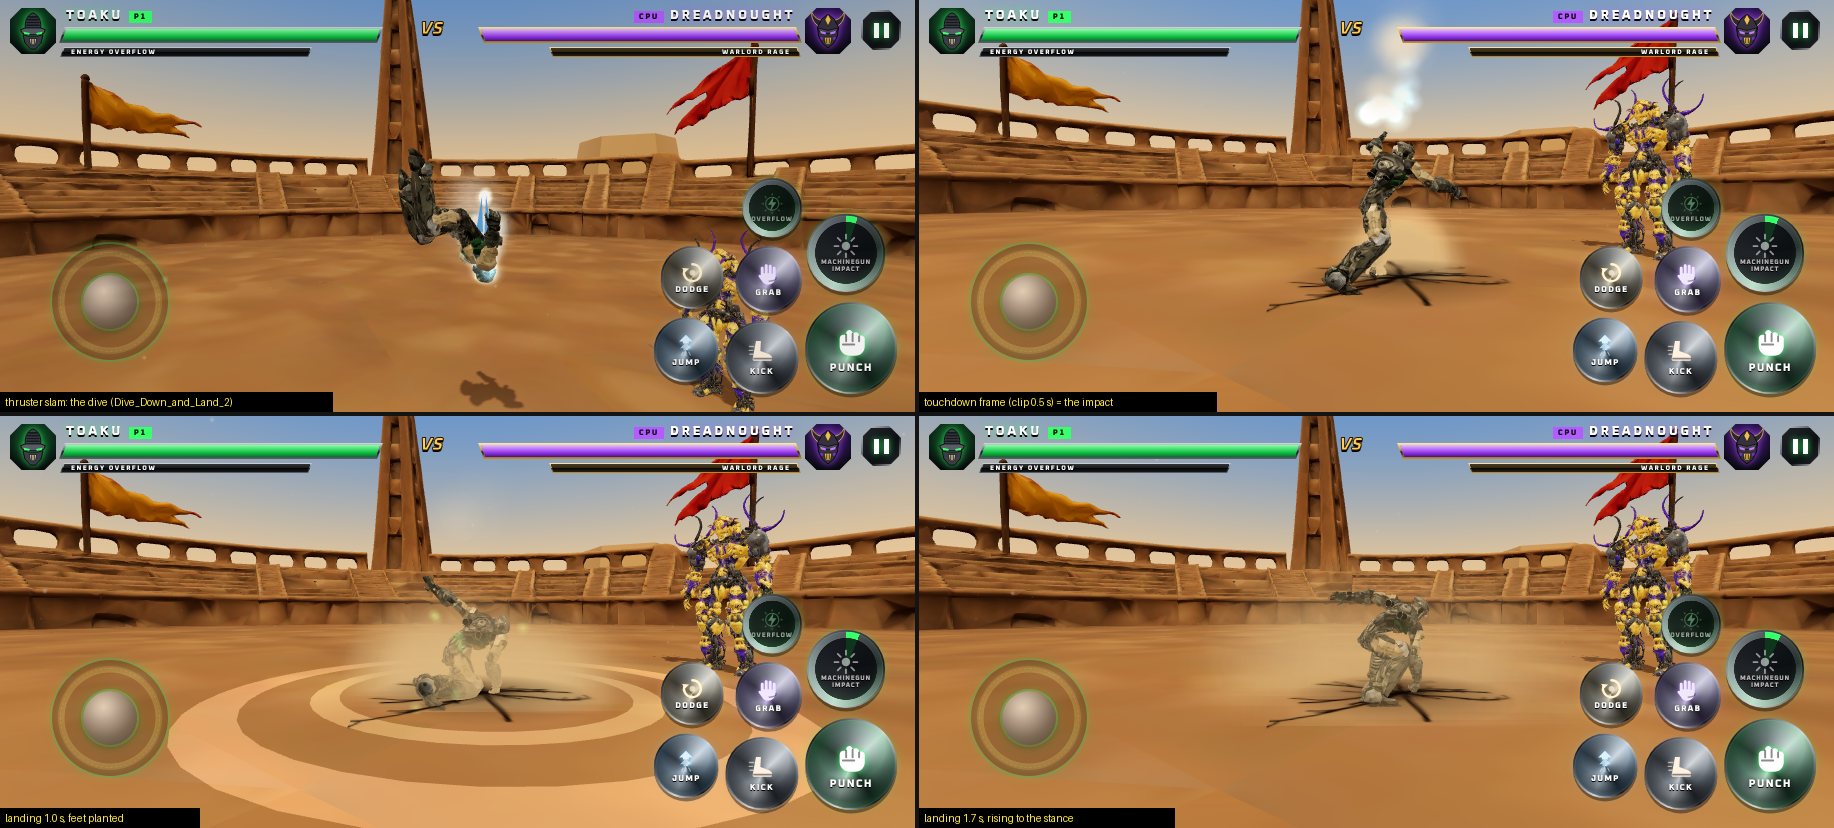 TOAKU P1
VS
CPU DREADNOUGHT
ENERGY OVERFLOW
WARLORD RAGE
OVERFLOW
MACHINEGUN
IMPACT
DODGE
GRAB
JUMP
KICK
PUNCH
thruster slam: the dive (Dive_Down_and_Land_2)
TOAKU P1
VS
CPU DREADNOUGHT
ENERGY OVERFLOW
WARLORD RAGE
OVERFLOW
MACHINEGUN
IMPACT
DODGE
GRAB
JUMP
KICK
PUNCH
touchdown frame (clip 0.5 s) = the impact
TOAKU P1
VS
CPU DREADNOUGHT
ENERGY OVERFLOW
WARLORD RAGE
OVERFLOW
MACHINEGUN
IMPACT
DODGE
GRAB
JUMP
KICK
PUNCH
landing 1.0 s, feet planted
TOAKU P1
VS
CPU DREADNOUGHT
ENERGY OVERFLOW
WARLORD RAGE
OVERFLOW
MACHINEGUN
IMPACT
DODGE
GRAB
JUMP
KICK
PUNCH
landing 1.7 s, rising to the stance